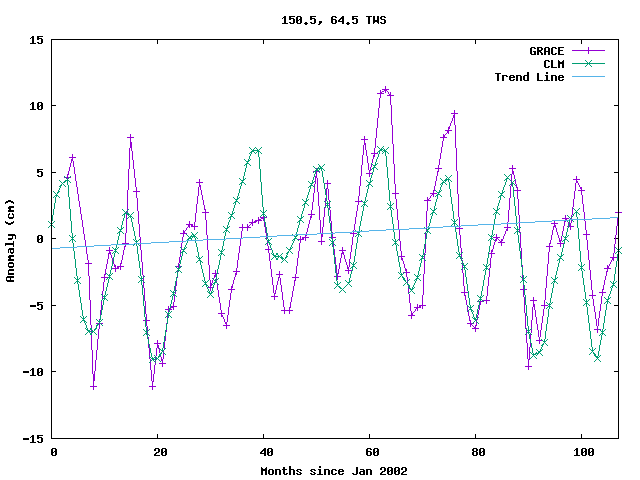 150.5, 64.5 TWS
GRACE
CLM
Trend Line
15
10
5
0
-5
-10
-15
Anomaly (cm)
0 20 40 60 80 100
Months since Jan 2002